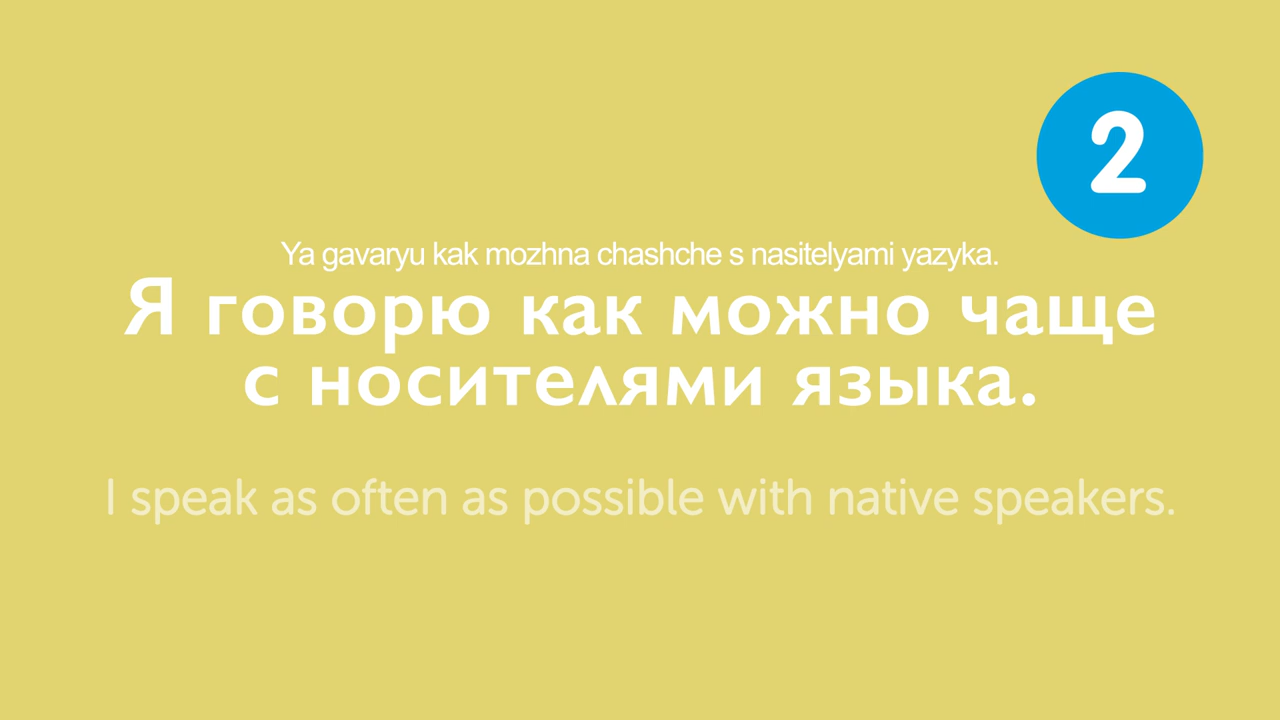 2
Ya gavaryu kak mozhna chashche s nasitelyami yazyka.
Я говорю как можно чаще
с носителями языка.
I speak as often as possible with native speakers.